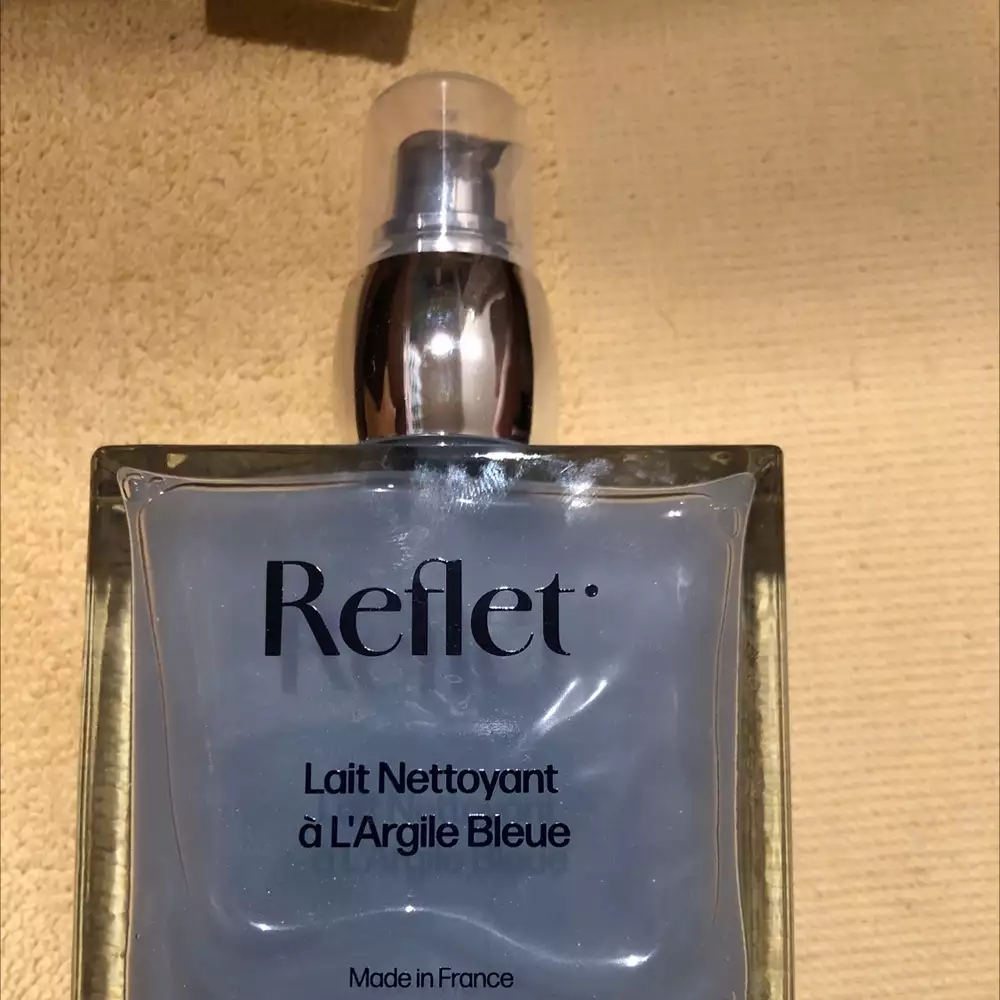 Reflet·
Lait Nettoyant
à L'Argile Bleue
Made in France